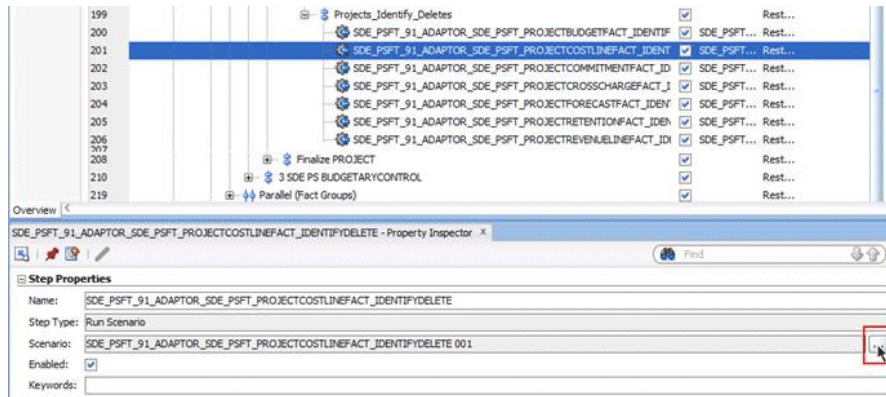 199 Projects_Identify_Deletes Rest...
200 SDE_PSFT_91_ADAPTOR_SDE_PSFT_PROJECTBUDGETFACT_IDENTIF SDE_PSFT... Rest...
201 SDE_PSFT_91_ADAPTOR_SDE_PSFT_PROJECTCOSTLINEFACT_IDENT SDE_PSFT... Rest...
202 SDE_PSFT_91_ADAPTOR_SDE_PSFT_PROJECTCOMMITMENTFACT_ID SDE_PSFT... Rest...
203 SDE_PSFT_91_ADAPTOR_SDE_PSFT_PROJECTCROSSCHARGEFACT_I SDE_PSFT... Rest...
204 SDE_PSFT_91_ADAPTOR_SDE_PSFT_PROJECTFORECASTFACT_IDEN SDE_PSFT... Rest...
205 SDE_PSFT_91_ADAPTOR_SDE_PSFT_PROJECTRETENTIONFACT_IDEN SDE_PSFT... Rest...
206 SDE_PSFT_91_ADAPTOR_SDE_PSFT_PROJECTREVENUELINEFACT_ID SDE_PSFT... Rest...
207
208 Finalize PROJECT Rest...
210 3 SDE PS BUDGETARYCONTROL Rest...
219 Parallel (Fact Groups) Rest...
Overview
SDE_PSFT_91_ADAPTOR_SDE_PSFT_PROJECTCOSTLINEFACT_IDENTIFYDELETE - Property Inspector
Find
Step Properties
Name: SDE_PSFT_91_ADAPTOR_SDE_PSFT_PROJECTCOSTLINEFACT_IDENTIFYDELETE
Step Type: Run Scenario
Scenario: SDE_PSFT_91_ADAPTOR_SDE_PSFT_PROJECTCOSTLINEFACT_IDENTIFYDELETE 001
...
Enabled:
Keywords: